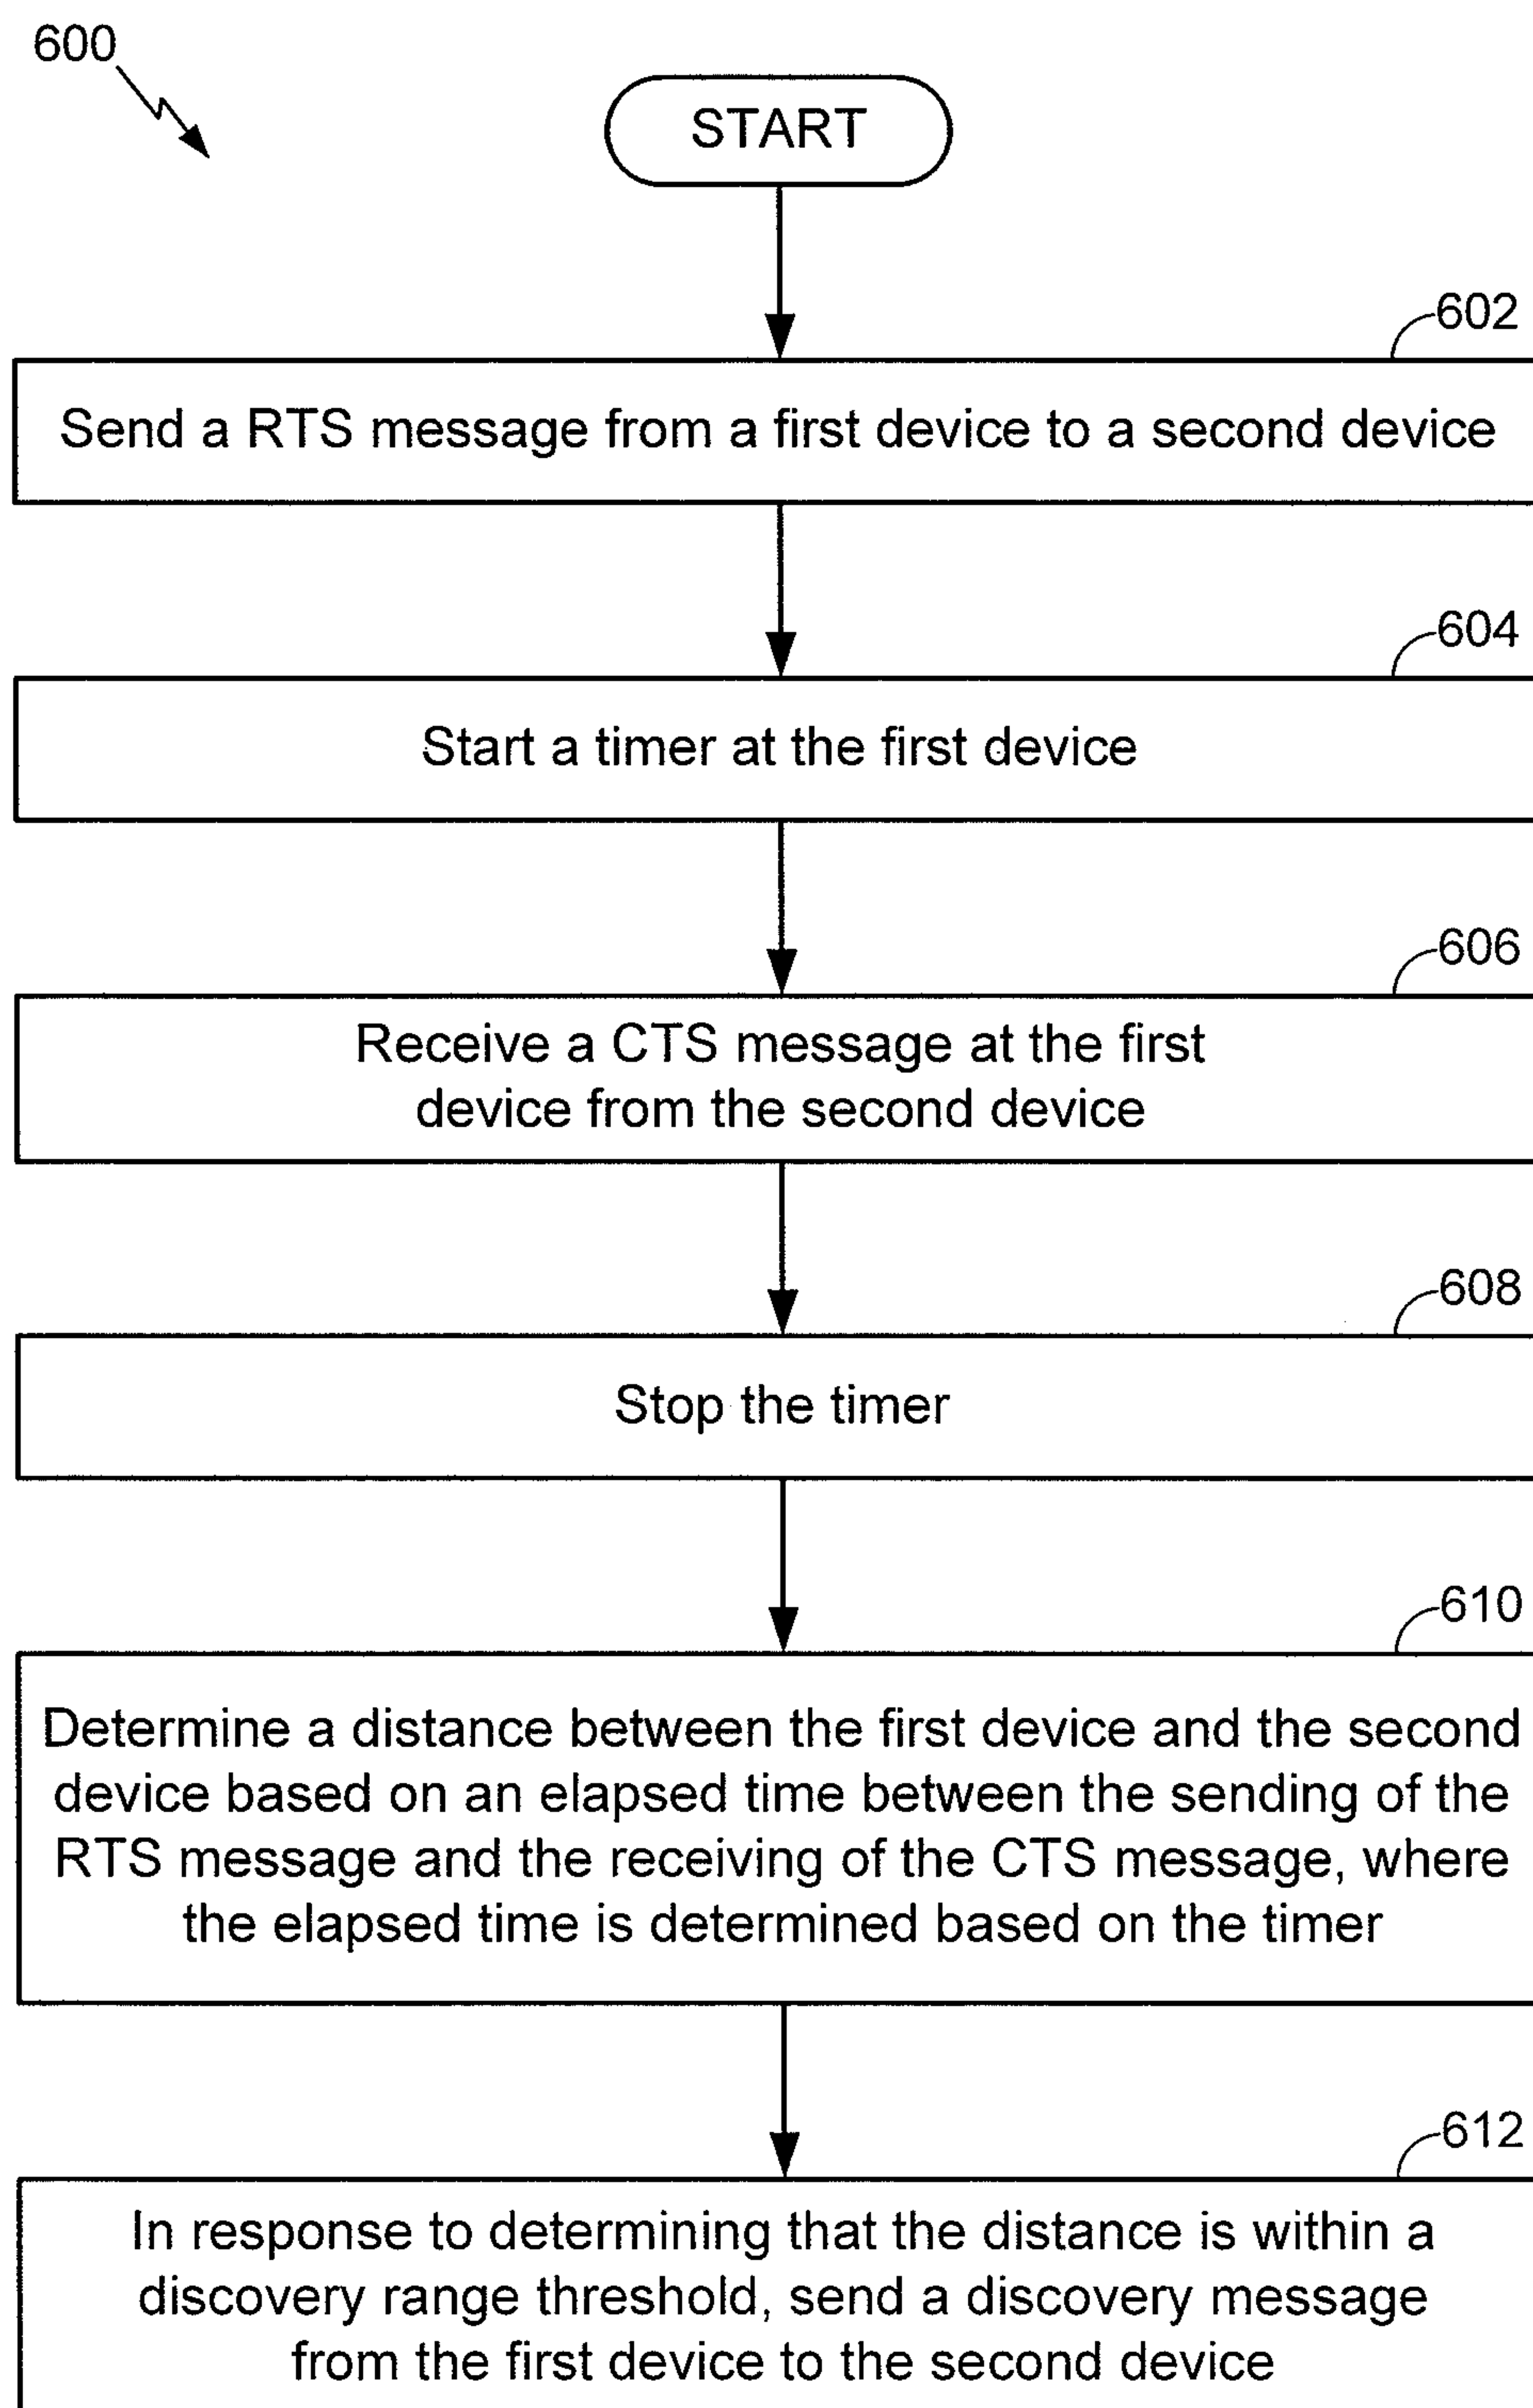 600
START
602
Send a RTS message from a first device to a second device
604
Start a timer at the first device
606
Receive a CTS message at the first
device from the second device
608
Stop the timer
610
Determine a distance between the first device and the second
device based on an elapsed time between the sending of the
RTS message and the receiving of the CTS message, where
the elapsed time is determined based on the timer
612
In response to determining that the distance is within a
discovery range threshold, send a discovery message
from the first device to the second device